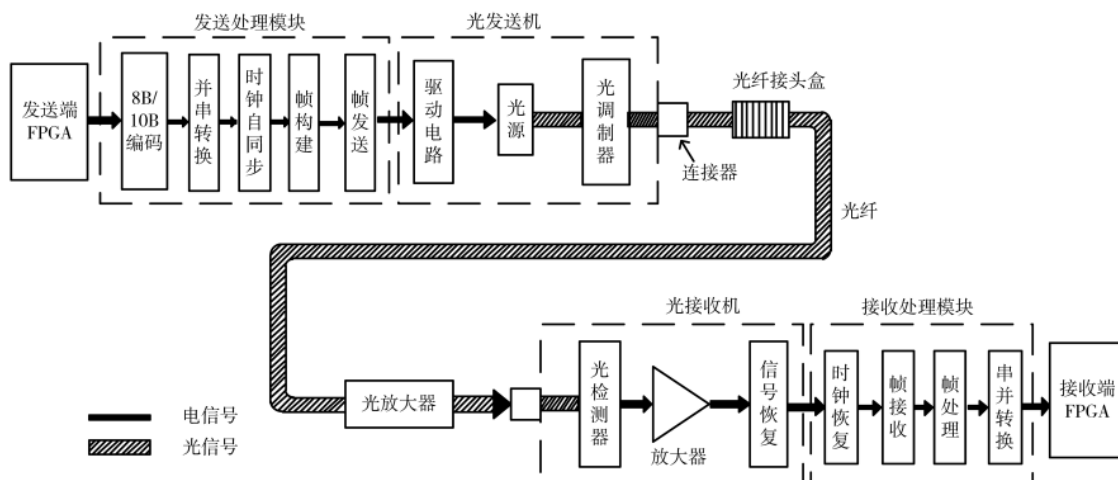 发送处理模块
光发送机
发送端
FPGA
8B/
10B
编码
并串转换
时钟自同步
帧构建
帧发送
驱动电路
光源
光调制器
连接器
光纤接头盒
光纤
光放大器
光接收机
光检测器
放大器
信号恢复
接收处理模块
时钟恢复
帧接收
帧处理
串并转换
接收端
FPGA
电信号
光信号